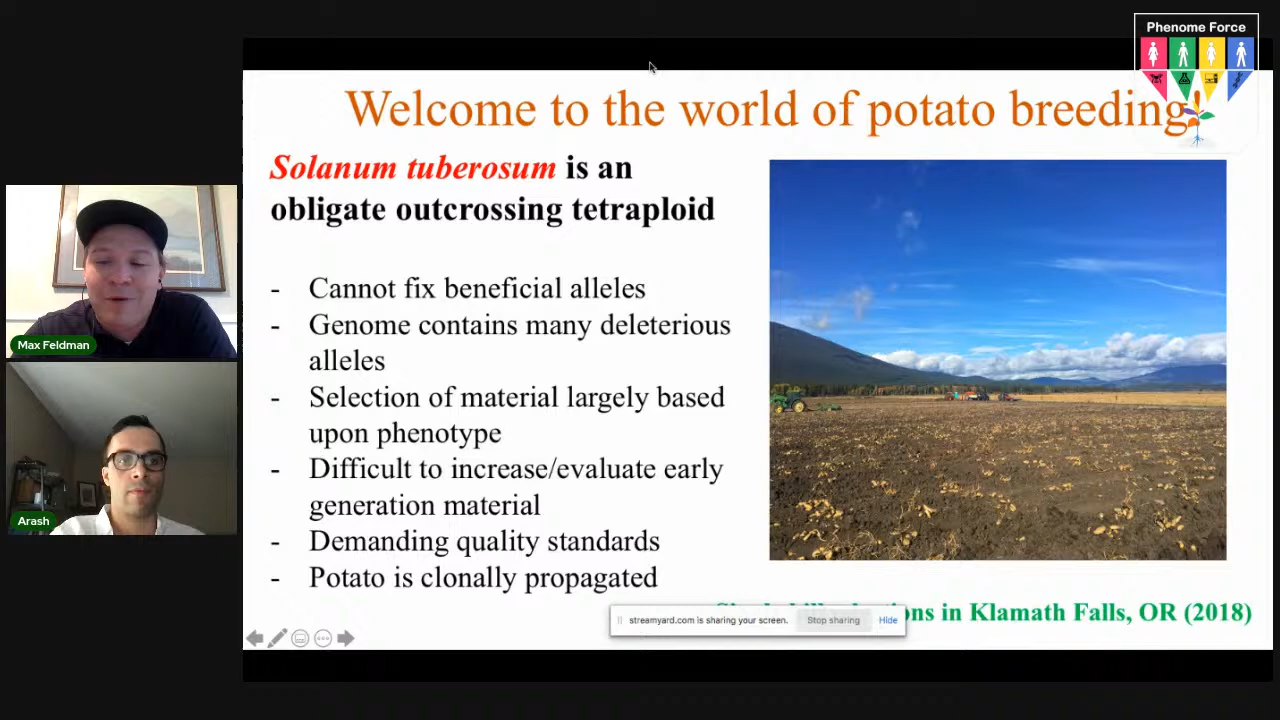 Phenome Force
Welcome to the world of potato breeding!
Solanum tuberosum is an
obligate outcrossing tetraploid
- Cannot fix beneficial alleles
- Genome contains many deleterious
alleles
- Selection of material largely based
upon phenotype
- Difficult to increase/evaluate early
generation material
- Demanding quality standards
- Potato is clonally propagated
in Klamath Falls, OR (2018)
streamyard.com is sharing your screen.
Stop sharing
Hide
Max Feldman
Arash